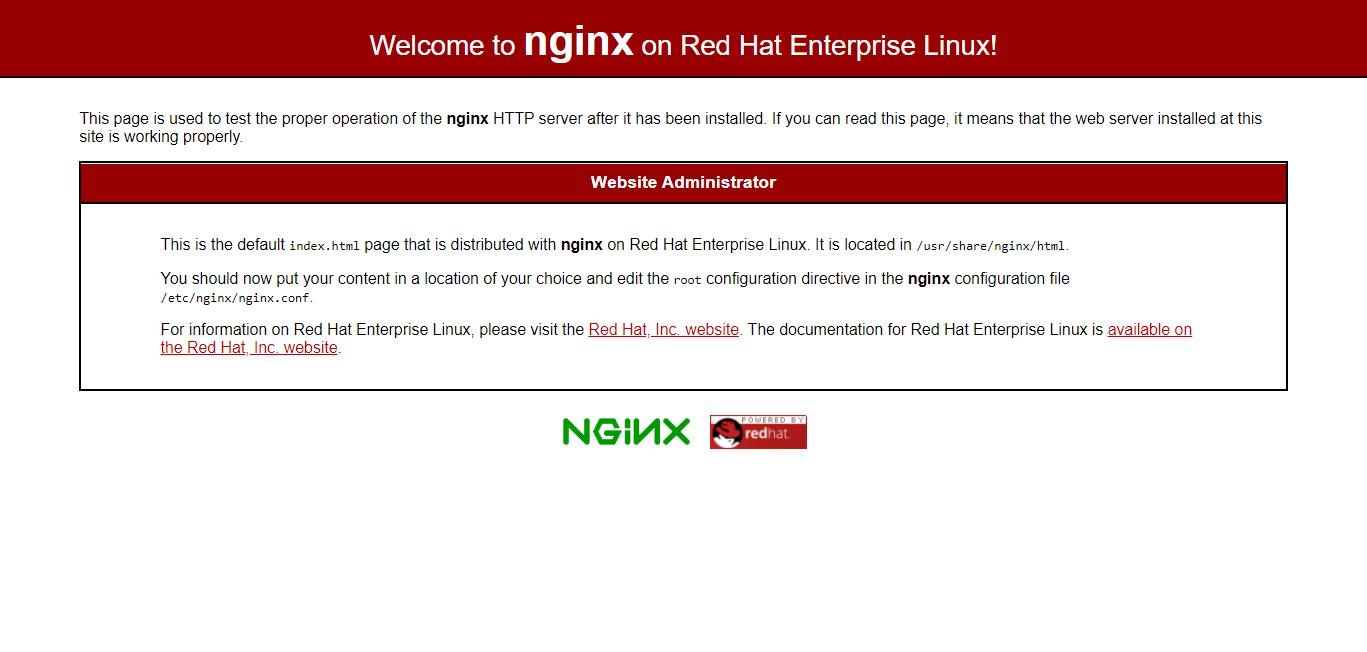 Welcome to nginx on Red Hat Enterprise Linux!
This page is used to test the proper operation of the nginx HTTP server after it has been installed. If you can read this page, it means that the web server installed at this
site is working properly.
Website Administrator
This is the default index.html page that is distributed with nginx on Red Hat Enterprise Linux. It is located in /usr/share/nginx/html.
You should now put your content in a location of your choice and edit the root configuration directive in the nginx configuration file
/etc/nginx/nginx.conf.
For information on Red Hat Enterprise Linux, please visit the Red Hat, Inc. website. The documentation for Red Hat Enterprise Linux is available on
the Red Hat, Inc. website.
NGINX
POWERED BY
redhat.